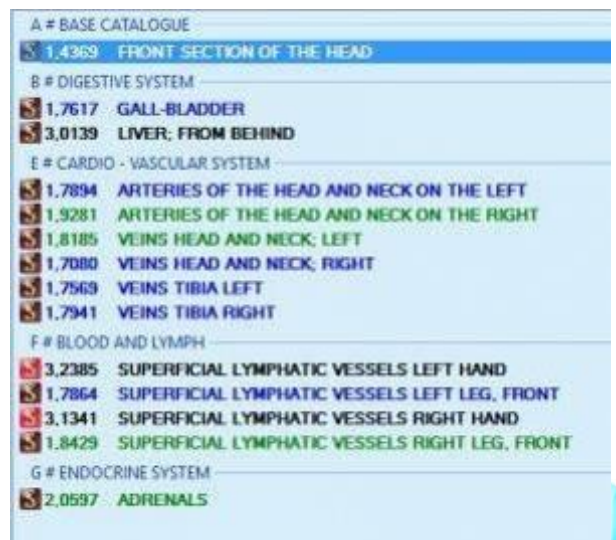 A # BASE CATALOGUE
1,4369 FRONT SECTION OF THE HEAD
B # DIGESTIVE SYSTEM
1,7617 GALL-BLADDER
3,0139 LIVER; FROM BEHIND
E # CARDIO - VASCULAR SYSTEM
1,7894 ARTERIES OF THE HEAD AND NECK ON THE LEFT
1,9281 ARTERIES OF THE HEAD AND NECK ON THE RIGHT
1,8185 VEINS HEAD AND NECK; LEFT
1,7080 VEINS HEAD AND NECK; RIGHT
1,7569 VEINS TIBIA LEFT
1,7941 VEINS TIBIA RIGHT
F # BLOOD AND LYMPH
3,2385 SUPERFICIAL LYMPHATIC VESSELS LEFT HAND
1,7864 SUPERFICIAL LYMPHATIC VESSELS LEFT LEG, FRONT
3,1341 SUPERFICIAL LYMPHATIC VESSELS RIGHT HAND
1,8429 SUPERFICIAL LYMPHATIC VESSELS RIGHT LEG, FRONT
G # ENDOCRINE SYSTEM
2,0597 ADRENALS